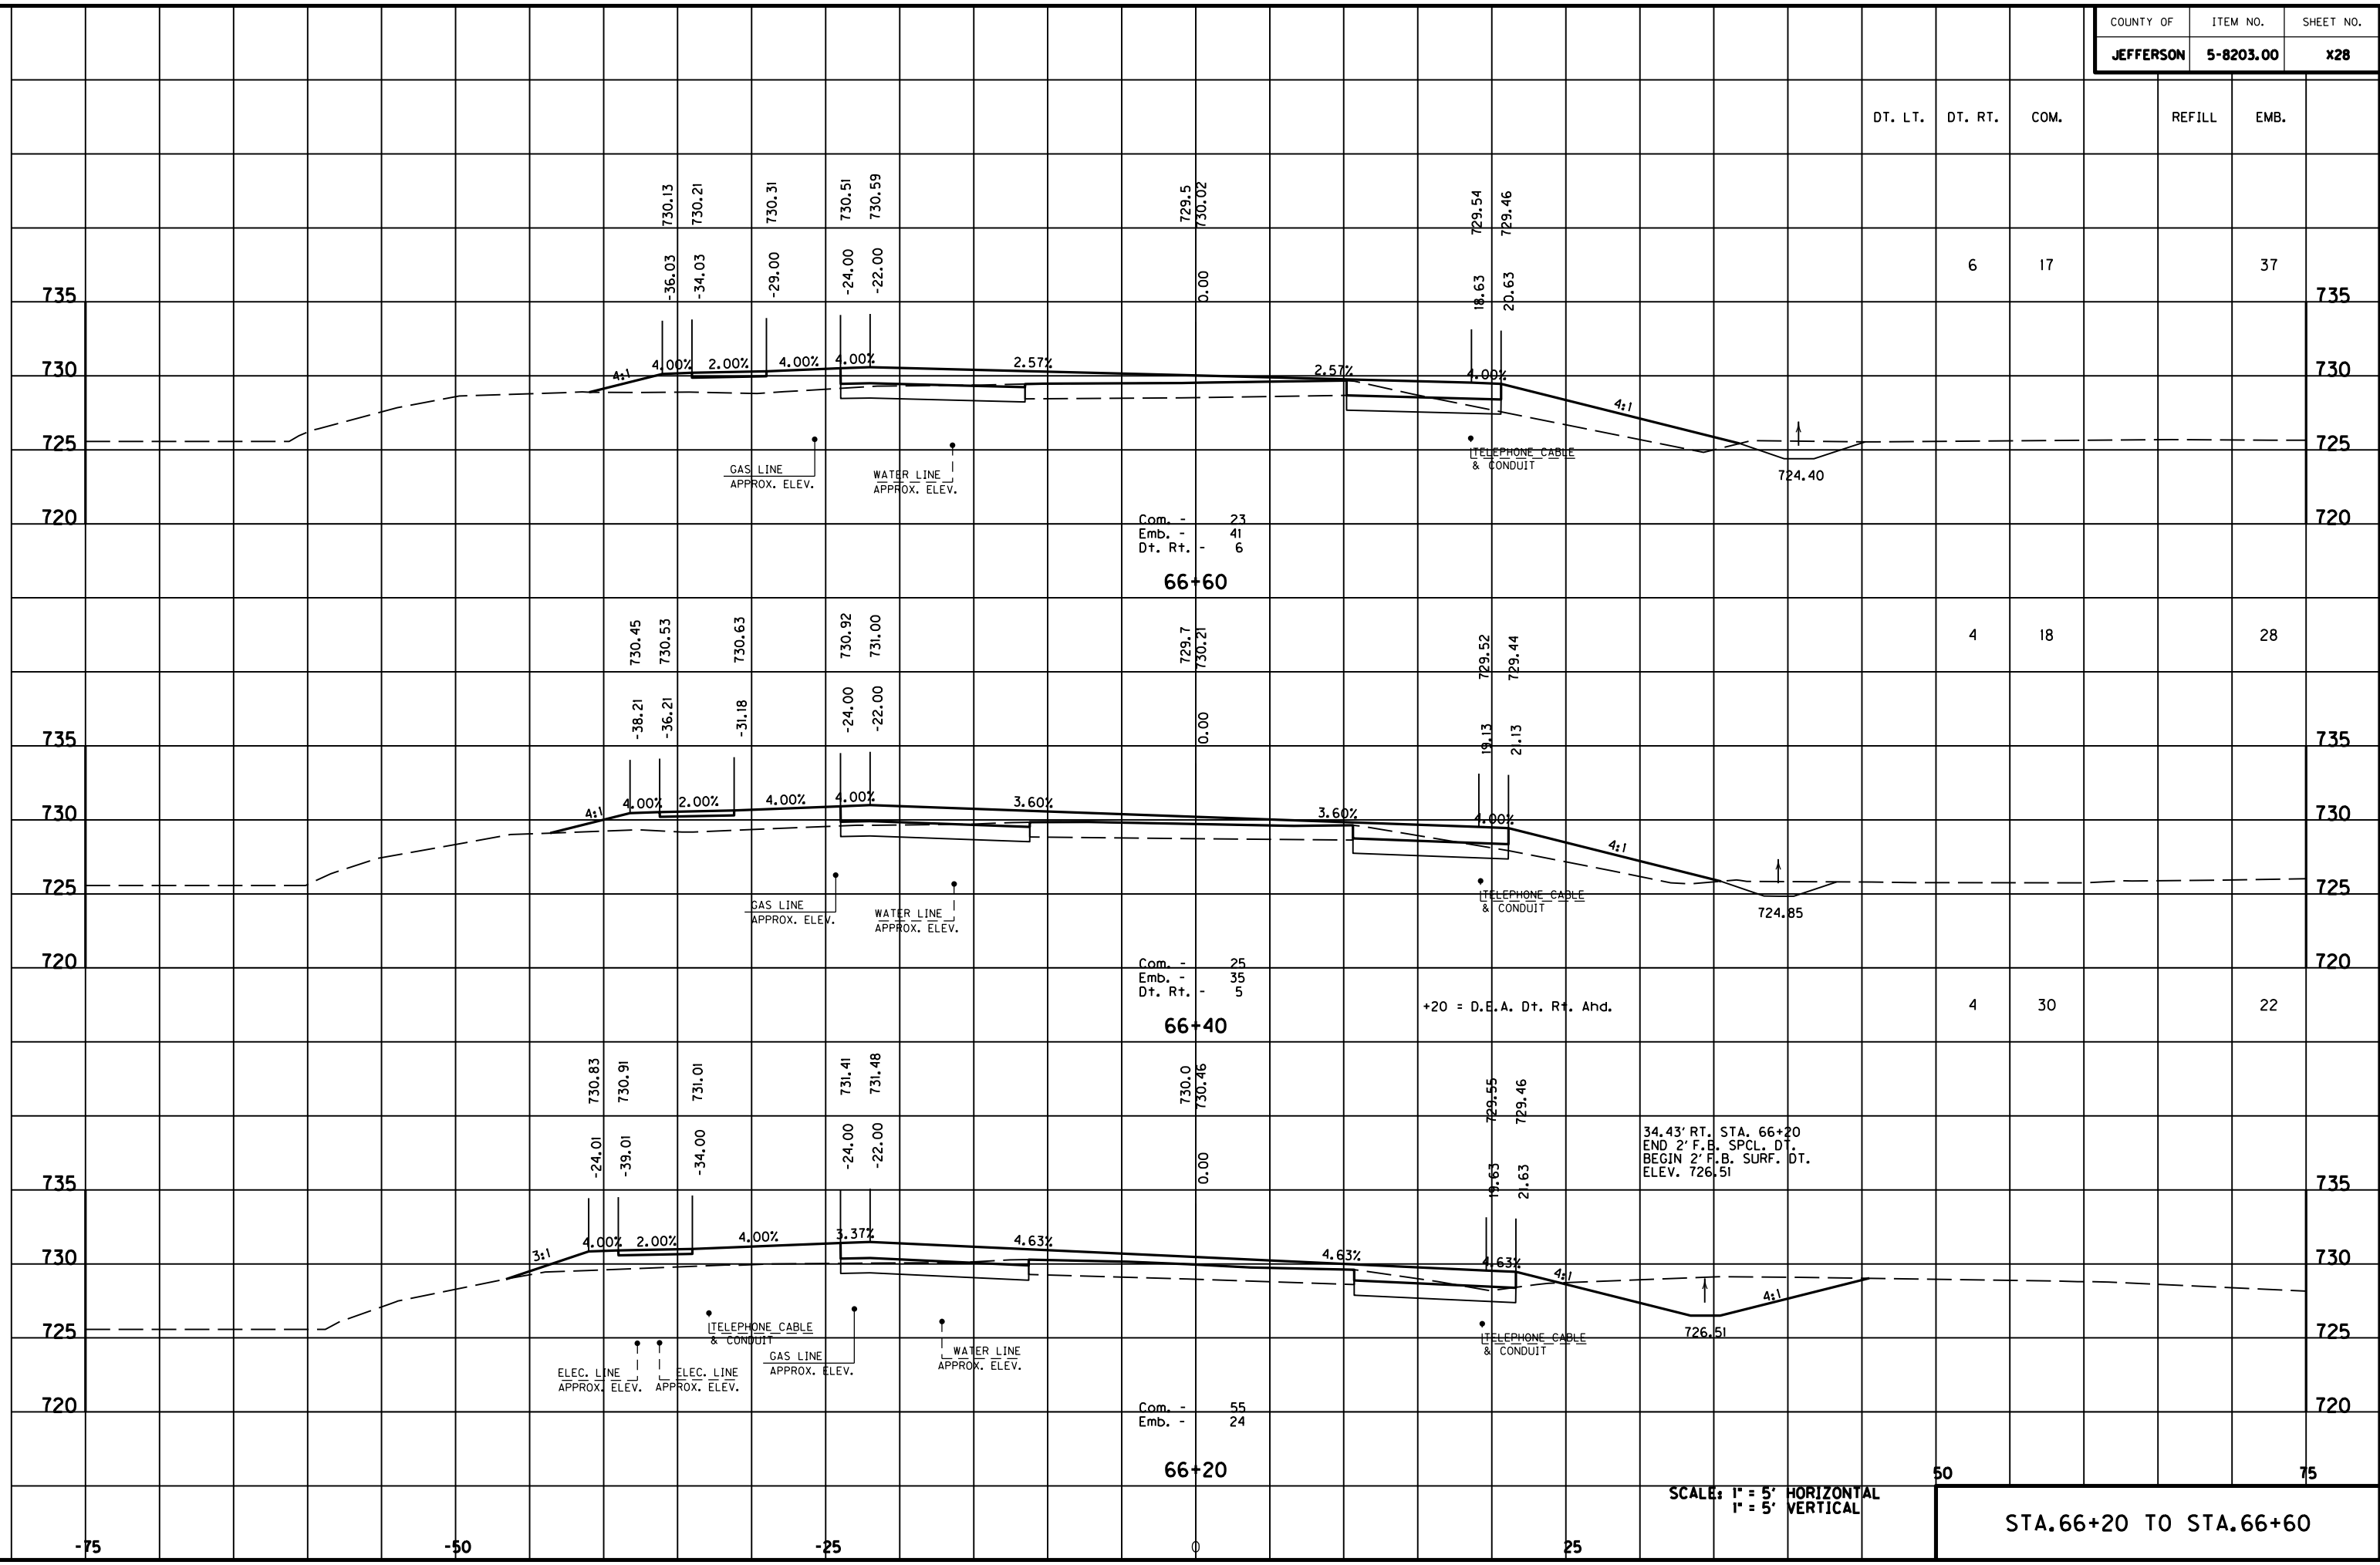 COUNTY OF ITEM NO. SHEET NO.
JEFFERSON 5-8203.00 X28
DT. LT. DT. RT. COM. REFILL EMB.
730.13 730.21 730.31 730.51 730.59 729.5 730.02 729.54 729.46
-36.03 -34.03 -29.00 -24.00 -22.00 0.00 18.63 20.63
6 17 37
735 735
4:1 4.00% 2.00% 4.00% 4.00% 2.57% 2.57% 4.00% 4:1
730 730
725 725
GAS LINE
APPROX. ELEV.
WATER LINE
APPROX. ELEV.
TELEPHONE CABLE
& CONDUIT
724.40
720 720
Com. - 23
Emb. - 41
Dt. Rt. - 6
66+60
730.45 730.53 730.63 730.92 731.00 729.7 730.21 729.52 729.44
4 18 28
-38.21 -36.21 -31.18 -24.00 -22.00 0.00 19.13 21.13
735 735
4:1 4.00% 2.00% 4.00% 4.00% 3.60% 3.60% 4.00% 4:1
730 730
725 725
GAS LINE
APPROX. ELEV.
WATER LINE
APPROX. ELEV.
TELEPHONE CABLE
& CONDUIT
724.85
720 720
Com. - 25
Emb. - 35
Dt. Rt. - 5
+20 = D.E.A. Dt. Rt. Ahd.
4 30 22
66+40
730.83 730.91 731.01 731.41 731.48 730.0 730.46 729.55 729.46
-24.01 -39.01 -34.00 -24.00 -22.00 0.00 19.63 21.63
34.43' RT. STA. 66+20
END 2' F.B. SPCL. DT.
BEGIN 2' F.B. SURF. DT.
ELEV. 726.51
735 735
3:1 4.00% 2.00% 4.00% 3.37% 4.63% 4.63% 4.63% 4:1 4:1
730 730
725 725
TELEPHONE CABLE
& CONDUIT
ELEC. LINE
APPROX. ELEV.
ELEC. LINE
APPROX. ELEV.
GAS LINE
APPROX. ELEV.
WATER LINE
APPROX. ELEV.
TELEPHONE CABLE
& CONDUIT
726.51
720 720
Com. - 55
Emb. - 24
66+20
50 75
SCALE: 1" = 5' HORIZONTAL
1" = 5' VERTICAL
STA.66+20 TO STA.66+60
-75 -50 -25 0 25